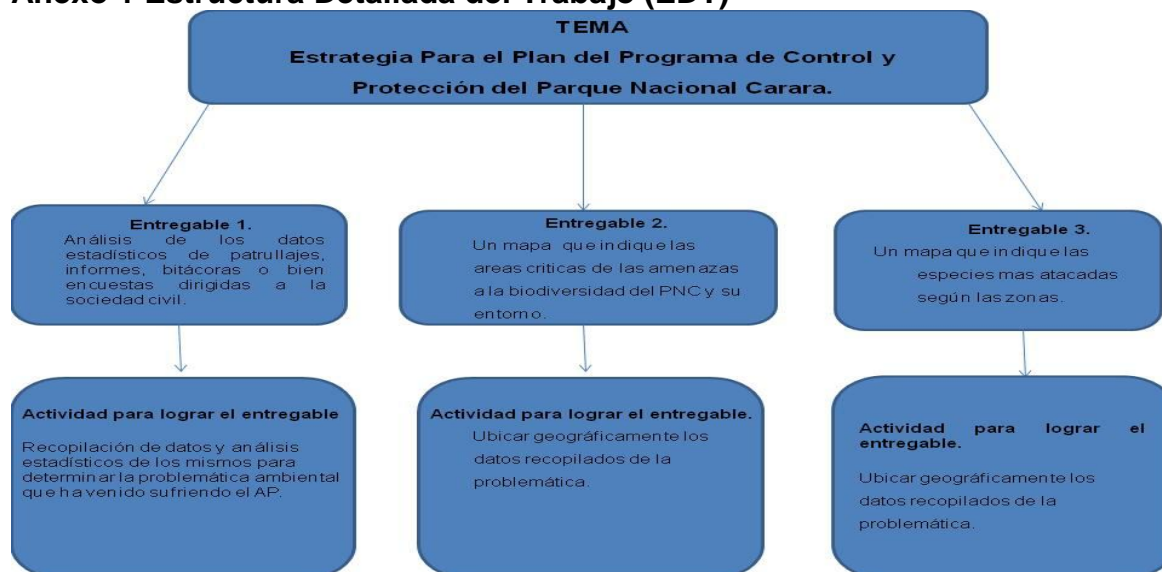 Anexo 1 Estructura Detallada del Trabajo (EDT)
TEMA
Estrategia Para el Plan del Programa de Control y
Protección del Parque Nacional Carara.
Entregable 1.
Análisis de los datos
estadísticos de patrullajes,
informes, bitácoras o bien
encuestas dirigidas a la
sociedad civil.
Entregable 2.
Un mapa que indique las
areas criticas de las amenazas
a la biodiversidad del PNC y su
entorno.
Entregable 3.
Un mapa que indique las
especies mas atacadas
según las zonas.
Actividad para lograr el entregable
Recopilación de datos y análisis
estadísticos de los mismos para
determinar la problemática ambiental
que ha venido sufriendo el AP.
Actividad para lograr el entregable.
Ubicar geográficamente los
datos recopilados de la
problemática.
Actividad para lograr el
entregable.
Ubicar geográficamente los
datos recopilados de la
problemática.